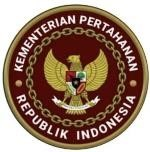 KEMENTERIAN PERTAHANAN
REPUBLIK INDONESIA